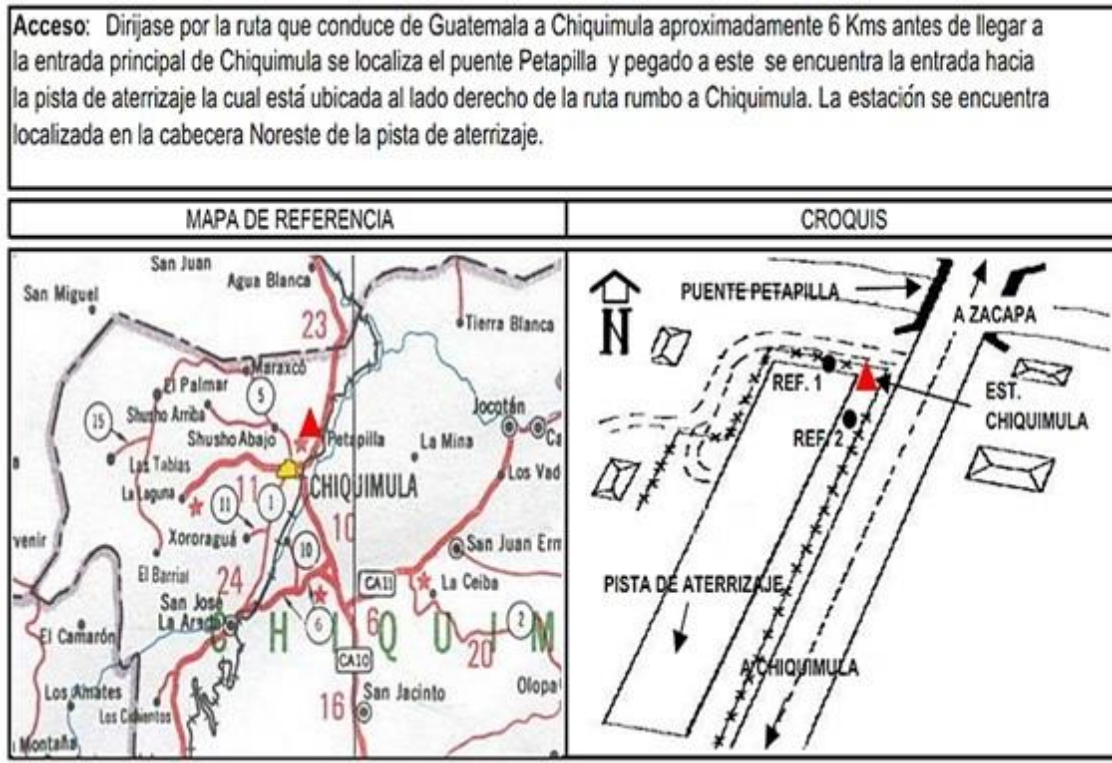 Acceso: Dirijase por la ruta que conduce de Guatemala a Chiquimula aproximadamente 6 Kms antes de llegar a
la entrada principal de Chiquimula se localiza el puente Petapilla y pegado a este se encuentra la entrada hacia
la pista de aterrizaje la cual está ubicada al lado derecho de la ruta rumbo a Chiquimula. La estación se encuentra
localizada en la cabecera Noreste de la pista de aterrizaje.
MAPA DE REFERENCIA
CROQUIS
San Juan
Agua Blanca
San Miguel
23
Tierra Blanca
Maraxcó
El Palmar
5
Shusho Arriba
Jocotán
15
Shusho Abajo
Petapilla
La Mina
Las Tablas
Los Vad
La Laguna
11
CHIQUIMULA
11
1
10
Xororaguá
10
San Juan Erm
El Barrial
24
CA11
La Ceiba
San José
La Arada
6
6
2
H I Q U I M
El Camarón
20
CA10
Los Amates
San Jacinto
Olopa
Los Cimientos
16
Montaña
PUENTE PETAPILLA
A ZACAPA
N
REF. 1
EST.
CHIQUIMULA
REF. 2
PISTA DE ATERRIZAJE
A CHIQUIMULA